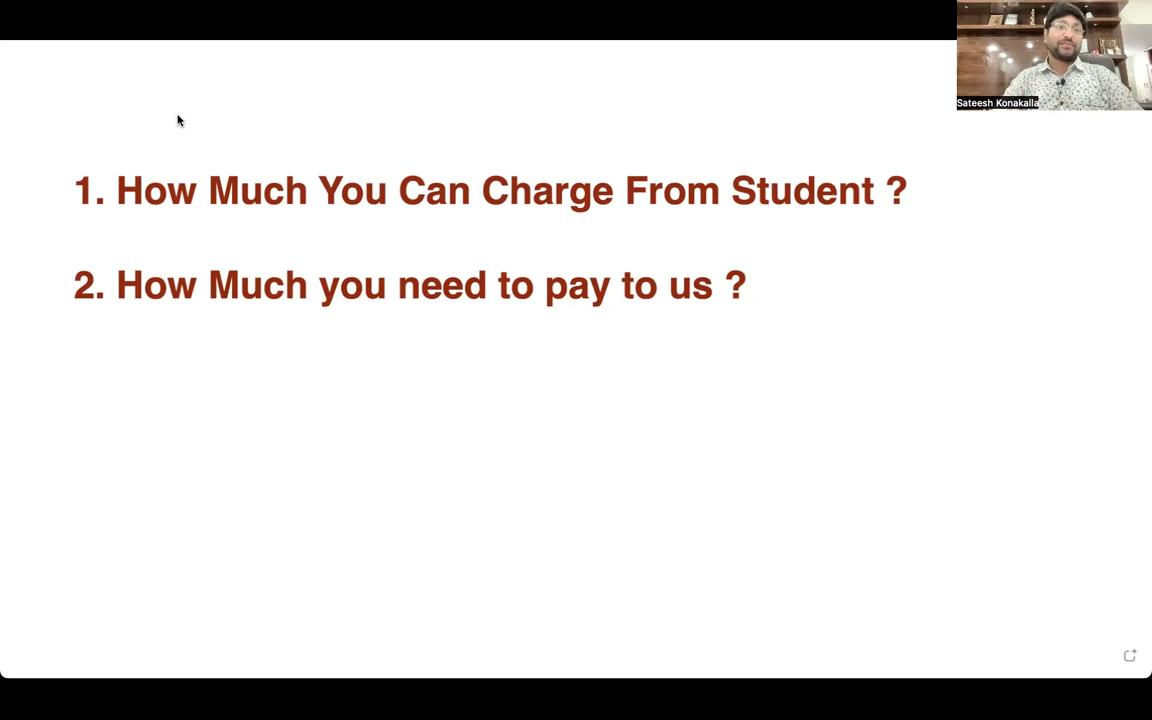 Sateesh Konakalla
1. How Much You Can Charge From Student ?
2. How Much you need to pay to us ?